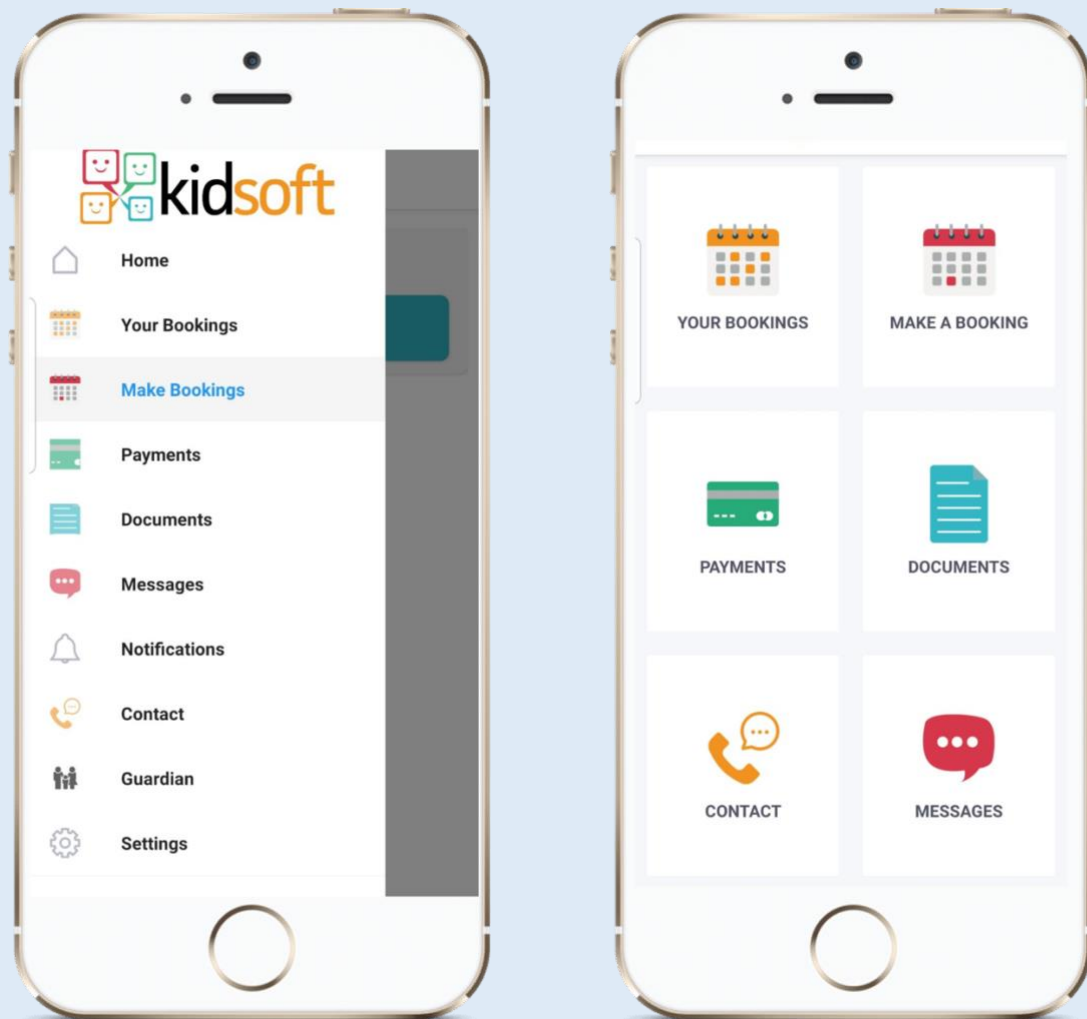 kidsoft
Home
Your Bookings
Make Bookings
Payments
Documents
Messages
Notifications
Contact
Guardian
Settings
YOUR BOOKINGS
MAKE A BOOKING
PAYMENTS
DOCUMENTS
CONTACT
MESSAGES